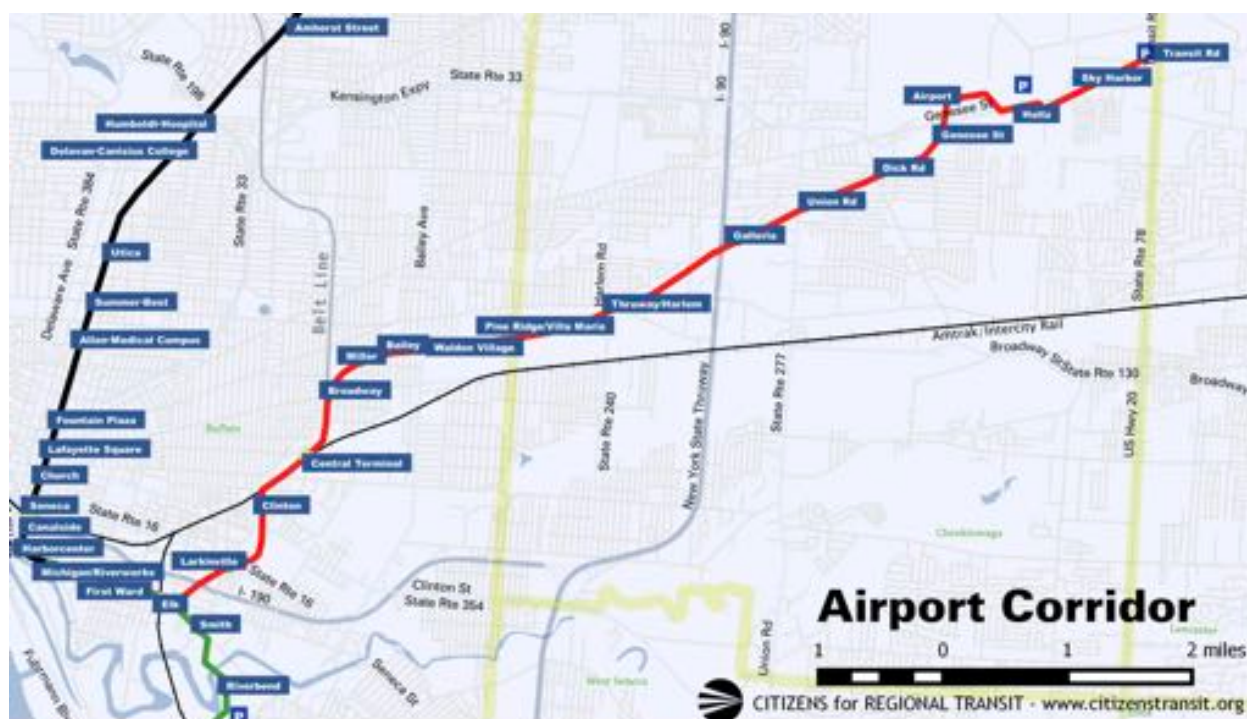 Amherst Street
State Rte 198
State Rte 33
Kensington Expy
I- 90
I- 90
Transit Rd
Sky Harbor
Airport
Genesee St
Holtz
Genesee St
Humboldt-Hospital
Delavan-Canisius College
Dick Rd
Delaware Ave
State Rte 384
State Rte 33
Bailey Ave
Union Rd
Galleria
Utica
Belt Line
Harlem Rd
State Rte 78
Summer-Best
Thruway/Harlem
Allen-Medical Campus
Pine Ridge/Villa Maria
Bailey
Walden Village
Miller
Amtrak/Intercity Rail
Broadway St
State Rte 130
Broadway
Broadway
State Rte 277
State Rte 240
New York State Thruway
US Hwy 20
Fountain Plaza
Buffalo
Lafayette Square
Central Terminal
Church
Seneca
Clinton
State Rte 16
Canalside
Harborcenter
Cheektowaga
Larkinville
Michigan/Riverworks
State Rte 16
I- 190
First Ward
Elk
Clinton St
State Rte 354
Smith
Airport Corridor
Lancaster
Union Rd
1 0 1 2 miles
Seneca St
Riverbend
West Seneca
P
P
P
CITIZENS for REGIONAL TRANSIT - www.citizenstransit.org